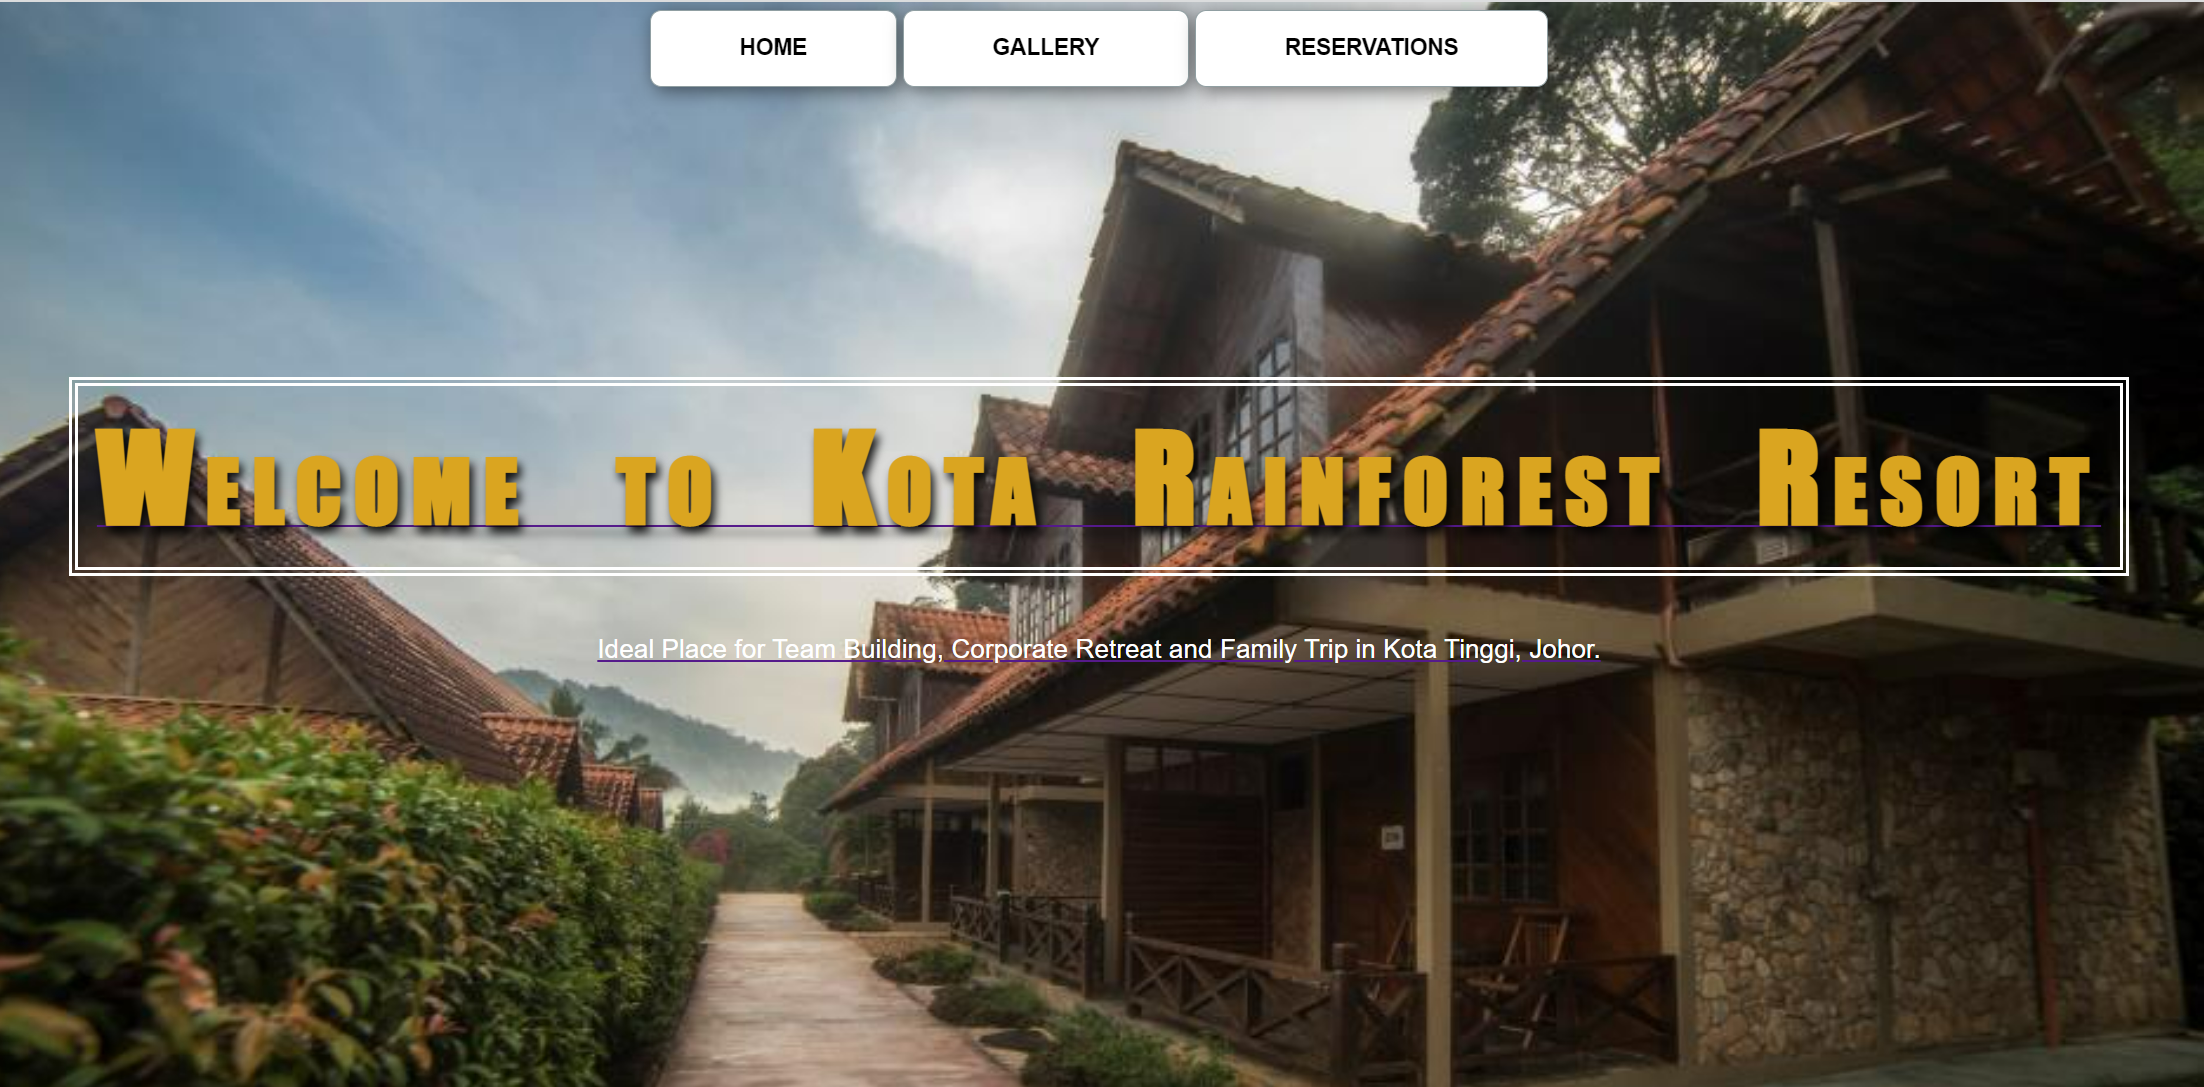 HOME GALLERY RESERVATIONS
Welcome to Kota Rainforest Resort
Ideal Place for Team Building, Corporate Retreat and Family Trip in Kota Tinggi, Johor.